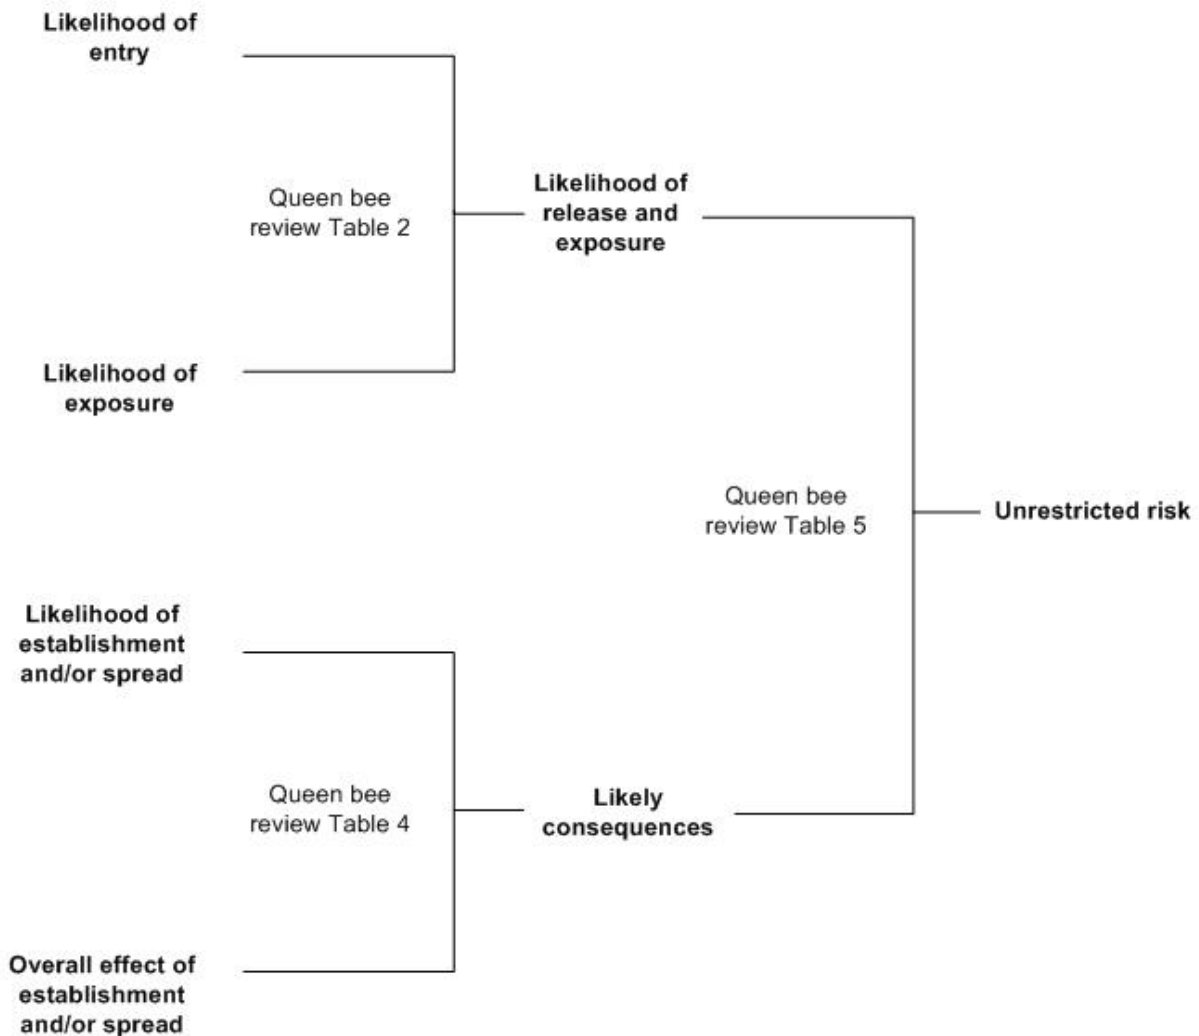 Likelihood of
entry
Queen bee
review Table 2
Likelihood of
release and
exposure
Likelihood of
exposure
Queen bee
review Table 5
Unrestricted risk
Likelihood of
establishment
and/or spread
Queen bee
review Table 4
Likely
consequences
Overall effect of
establishment
and/or spread